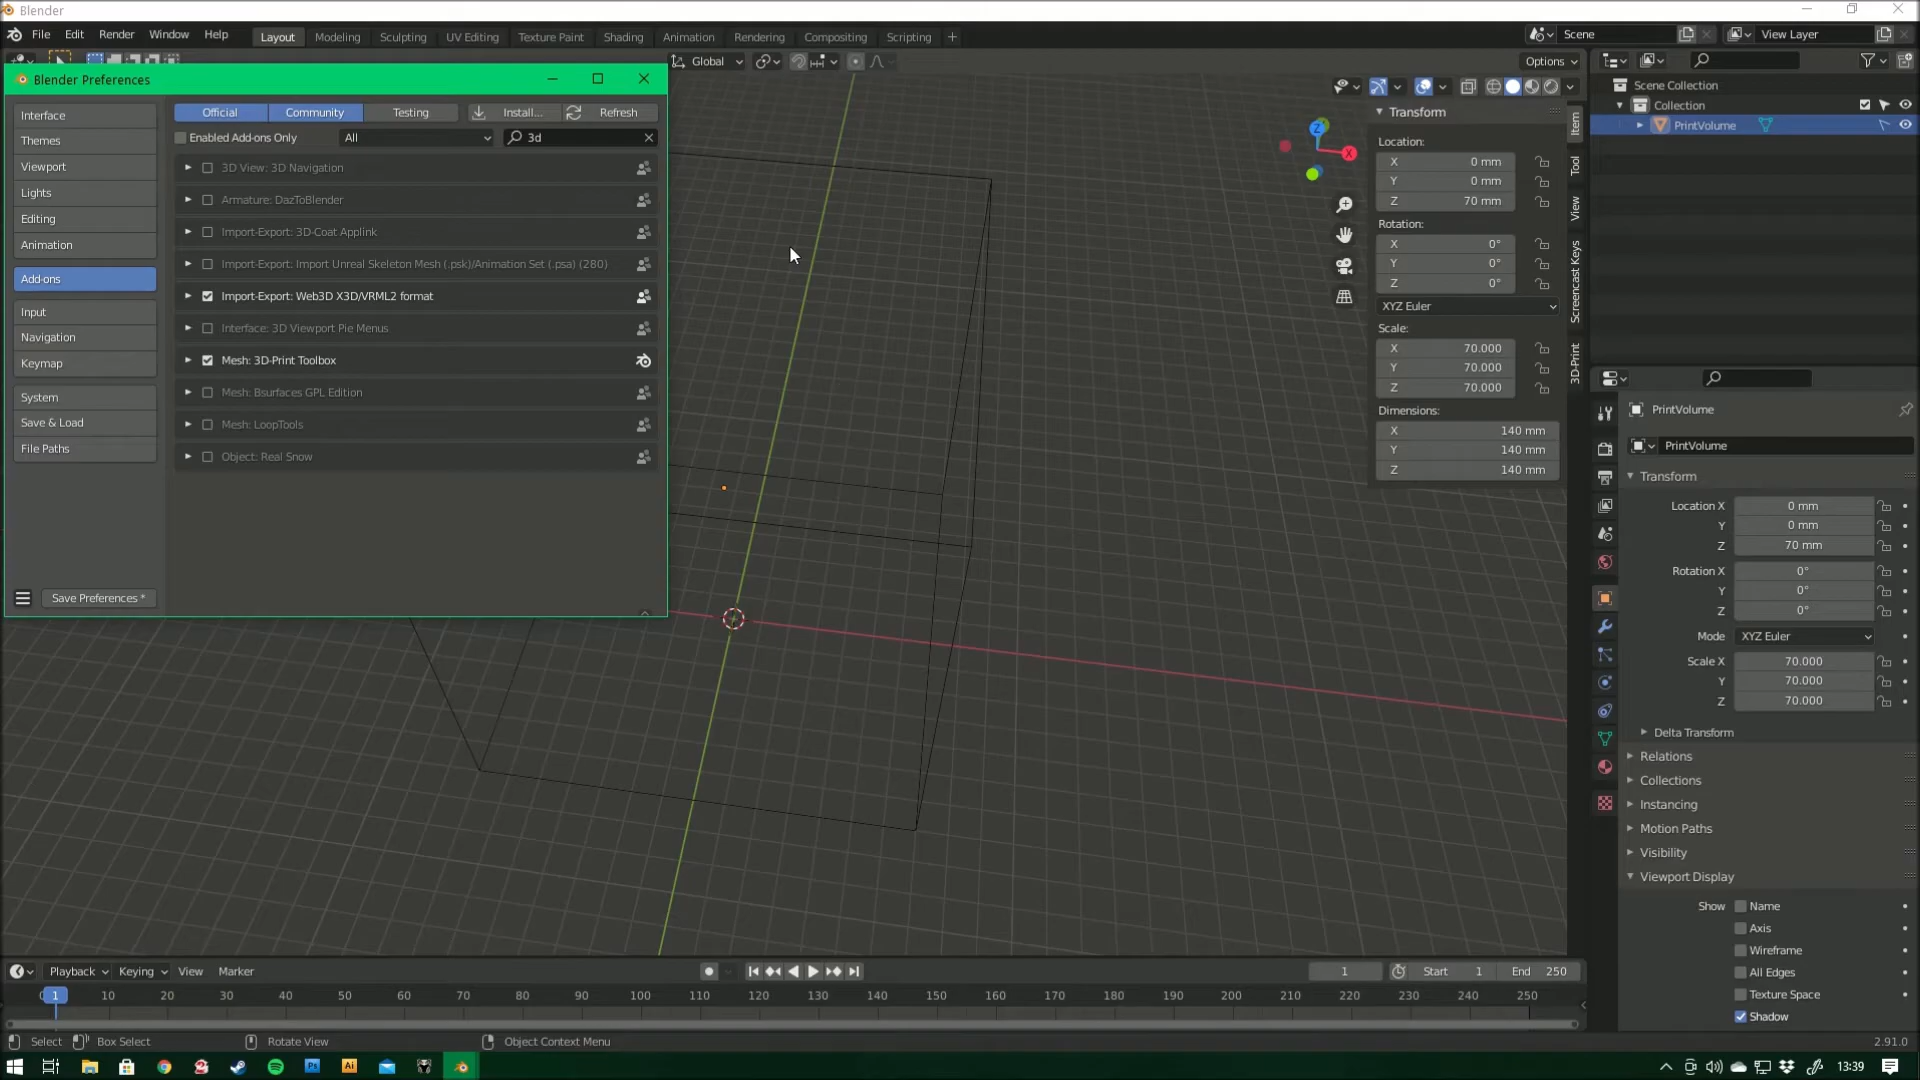 Blender
File Edit Render Window Help Layout Modeling Sculpting UV Editing Texture Paint Shading Animation Rendering Compositing Scripting + Scene View Layer
Global Options
Blender Preferences
Interface
Themes
Viewport
Lights
Editing
Animation
Add-ons
Input
Navigation
Keymap
System
Save & Load
File Paths
Save Preferences *
Official Community Testing Install... Refresh
Enabled Add-ons Only All 3d
3D View: 3D Navigation
Armature: DazToBlender
Import-Export: 3D-Coat Applink
Import-Export: Import Unreal Skeleton Mesh (.psk)/Animation Set (.psa) (280)
Import-Export: Web3D X3D/VRML2 format
Interface: 3D Viewport Pie Menus
Mesh: 3D-Print Toolbox
Mesh: Bsurfaces GPL Edition
Mesh: LoopTools
Object: Real Snow
Z
X
Transform
Location:
X 0 mm
Y 0 mm
Z 70 mm
Rotation:
X 0°
Y 0°
Z 0°
XYZ Euler
Scale:
X 70.000
Y 70.000
Z 70.000
Dimensions:
X 140 mm
Y 140 mm
Z 140 mm
Item
Tool
View
Screencast Keys
3D-Print
Scene Collection
Collection
PrintVolume
PrintVolume
PrintVolume
Transform
Location X 0 mm
Y 0 mm
Z 70 mm
Rotation X 0°
Y 0°
Z 0°
Mode XYZ Euler
Scale X 70.000
Y 70.000
Z 70.000
Delta Transform
Relations
Collections
Instancing
Motion Paths
Visibility
Viewport Display
Show Name
Axis
Wireframe
All Edges
Texture Space
Shadow
Playback Keying View Marker 1 Start 1 End 250
1 10 20 30 40 50 60 70 80 90 100 110 120 130 140 150 160 170 180 190 200 210 220 230 240 250
Select Box Select Rotate View Object Context Menu 2.91.0
Ps Ai 13:39